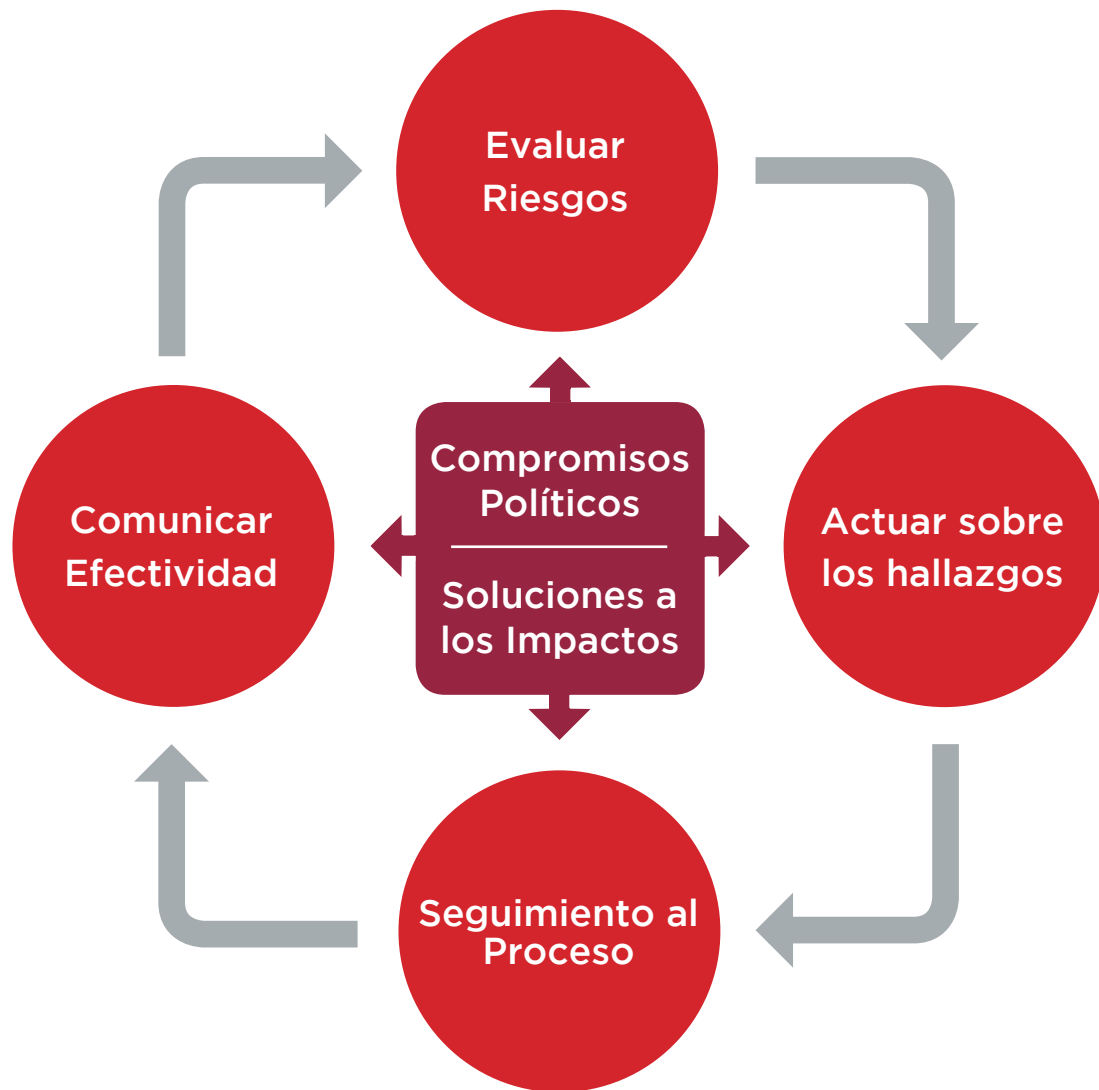 Evaluar
Riesgos
Compromisos
Políticos
Soluciones a
los Impactos
Comunicar
Efectividad
Actuar sobre
los hallazgos
Seguimiento al
Proceso